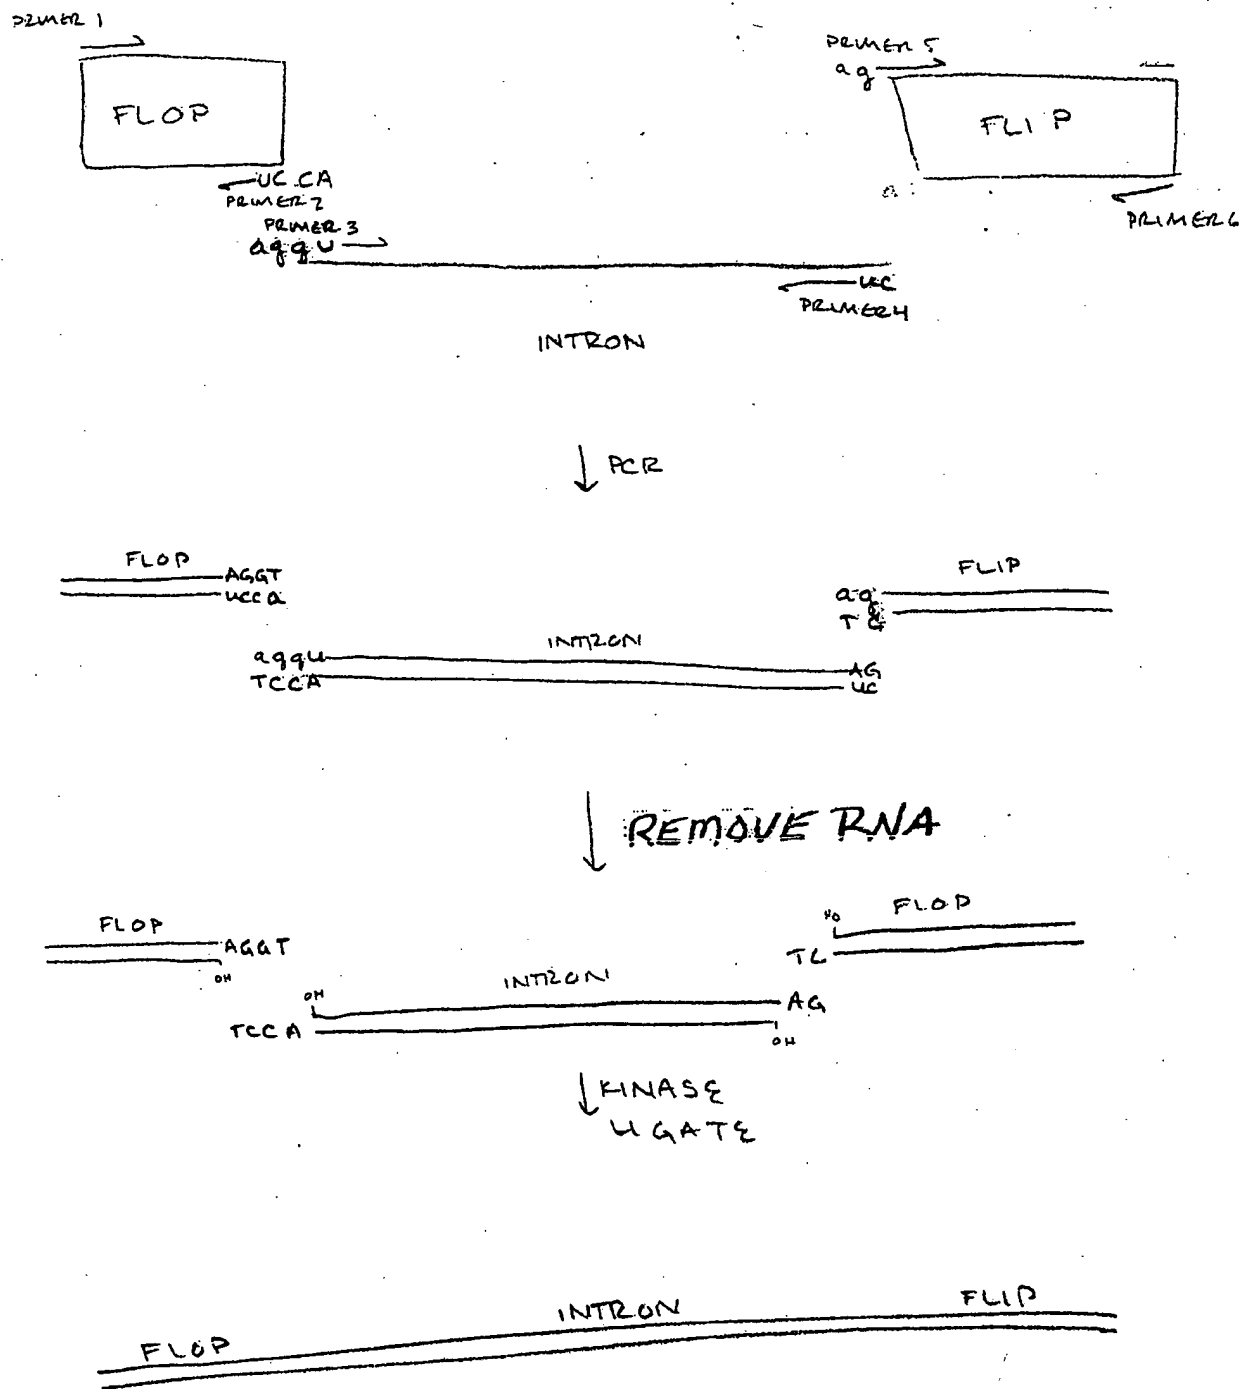 PRIMER 1
FLOP
UCCA
PRIMER 2
PRIMER 3
aggu
PRIMER 5
ag
FLIP
a
PRIMER 6
UC
PRIMER 4
INTRON
PCR
FLOP
AGGT
UCCA
INTRON
aggu
TCCA
AG
UC
FLIP
ag
TC
REMOVE RNA
FLOP
AGGT
OH
OH
INTRON
TCCA
AG
OH
HO
FLOP
TC
KINASE
LIGATE
FLOP
INTRON
FLIP